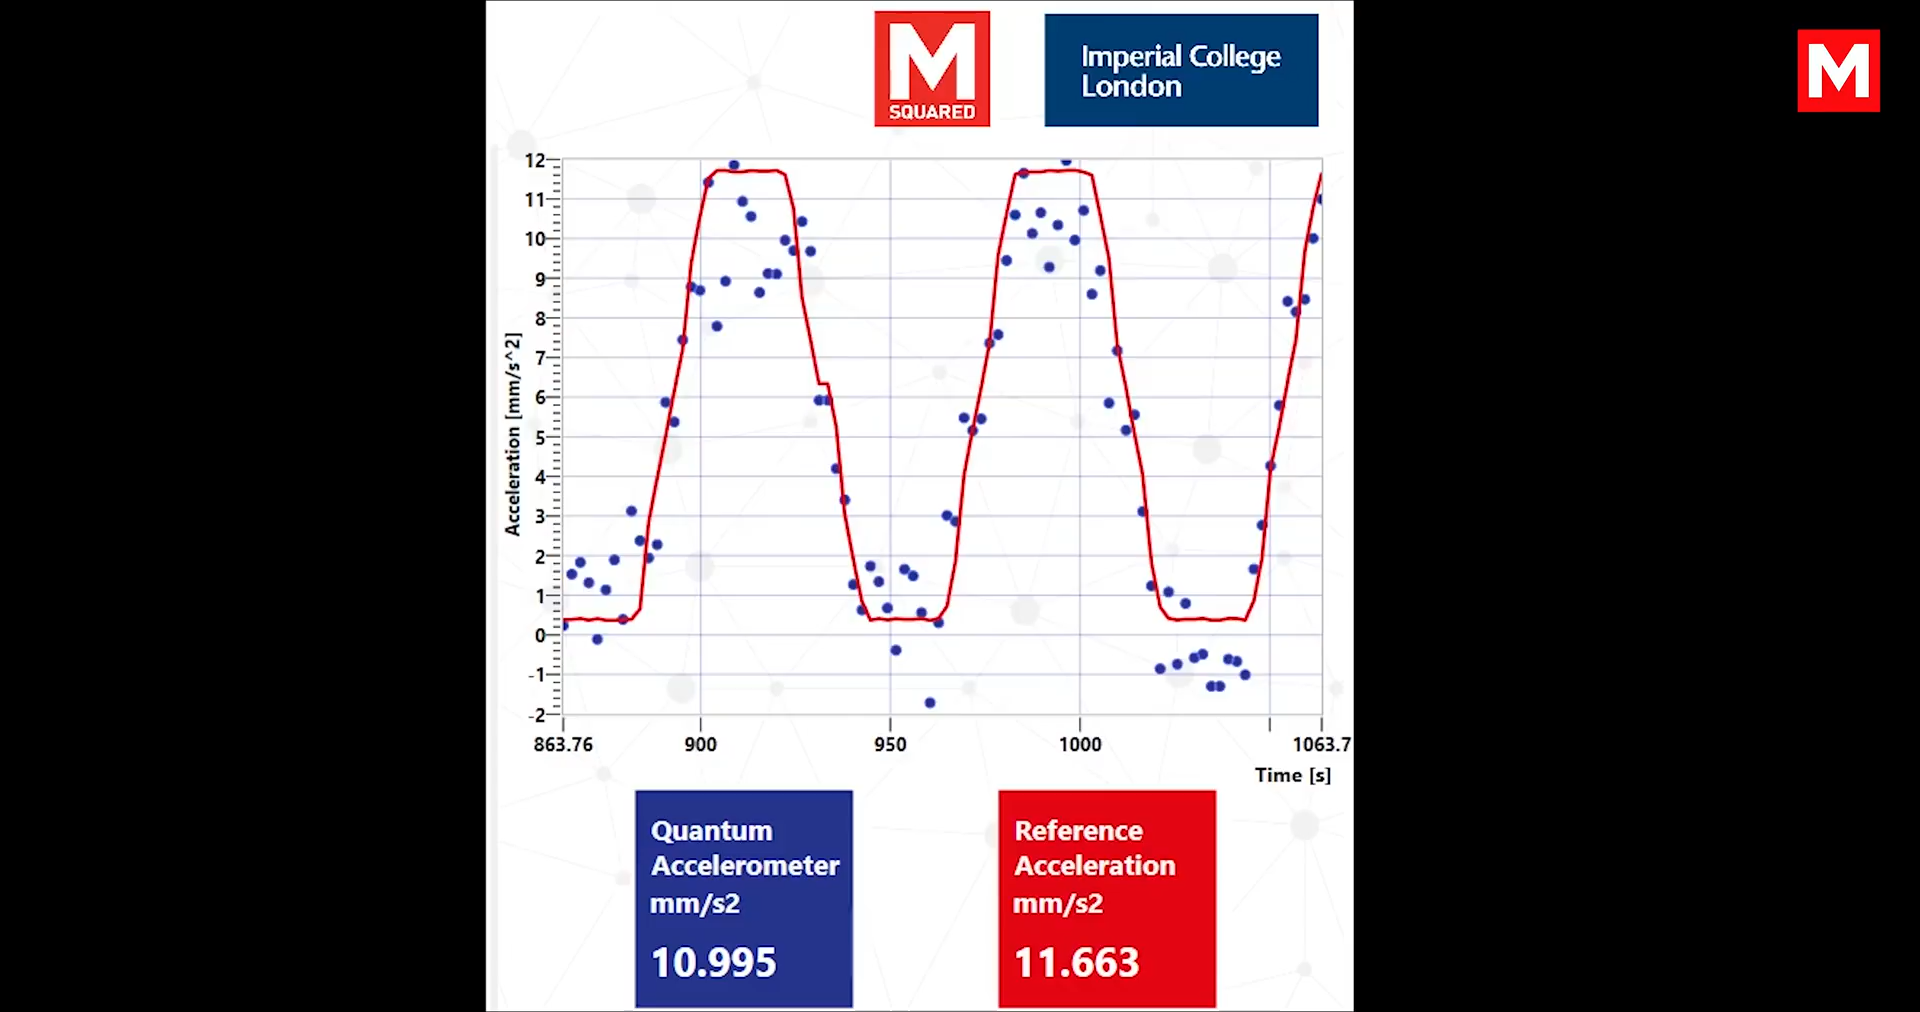 M
SQUARED
Imperial College
London
M
12
11
10
9
8
7
6
5
4
3
2
1
0
-1
-2
Acceleration [mm/s^2]
863.76
900
950
1000
1063.7
Time [s]
Quantum
Accelerometer
mm/s2
10.995
Reference
Acceleration
mm/s2
11.663